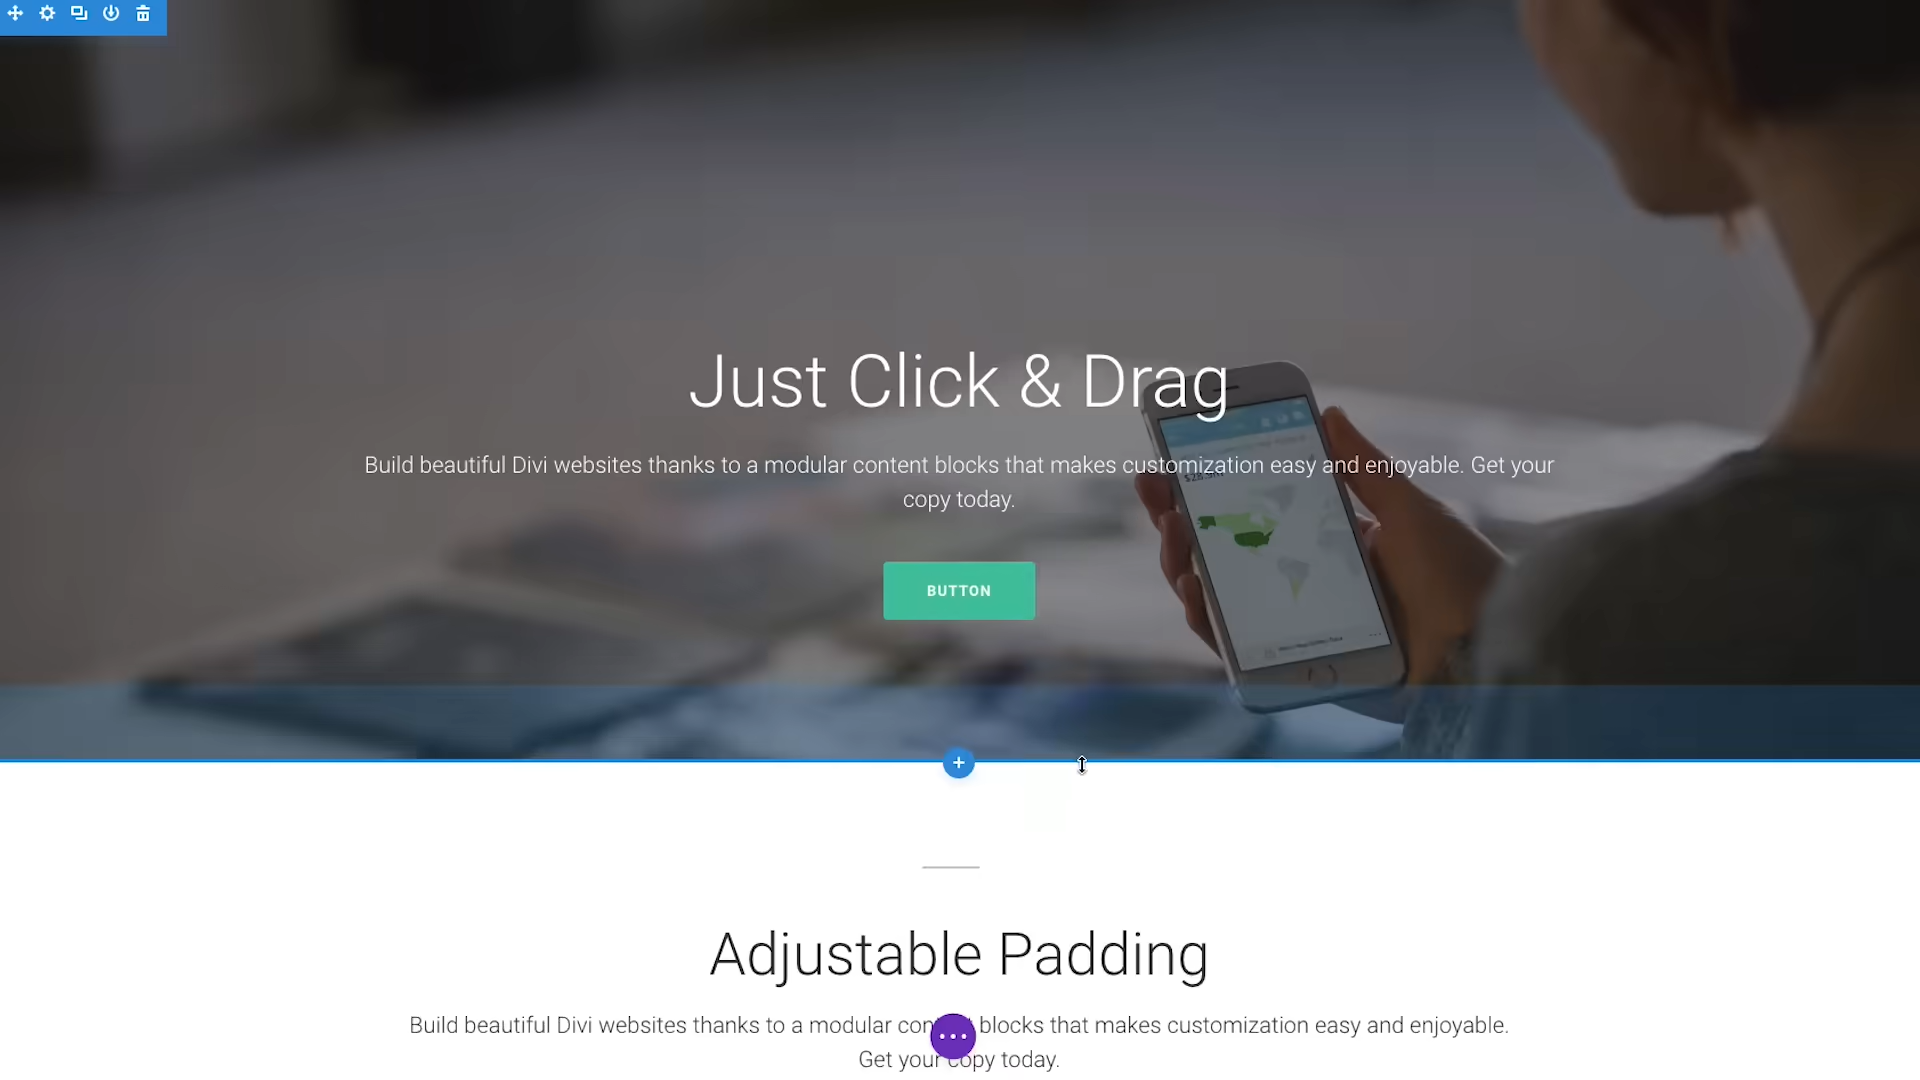 Just Click & Drag
Build beautiful Divi websites thanks to a modular content blocks that makes customization easy and enjoyable. Get your
copy today.
BUTTON
Adjustable Padding
Build beautiful Divi websites thanks to a modular blocks that makes customization easy and enjoyable.
Get your copy today.